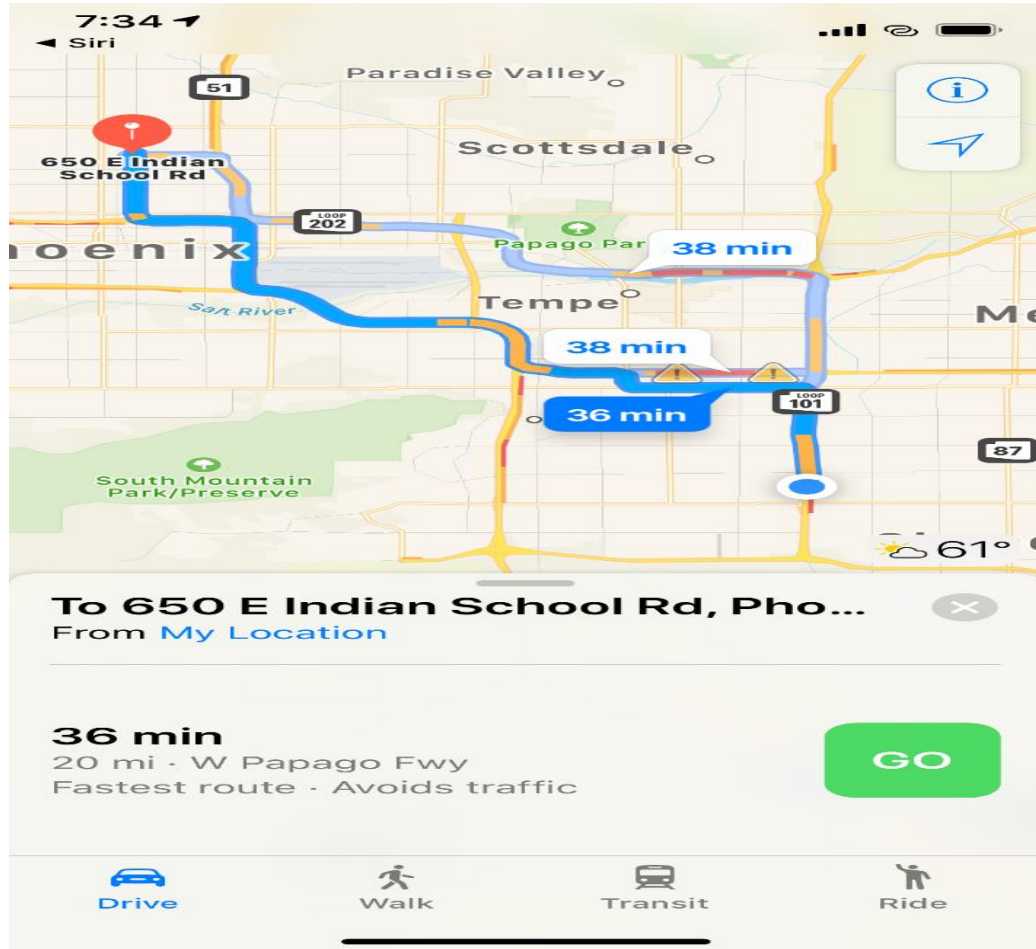 7:34
◀ Siri
Paradise Valley
51
650 E Indian
School Rd
Scottsdale
LOOP
202
hoenix
Papago Par
38 min
Tempe
Salt River
Me
38 min
36 min
LOOP
101
87
South Mountain
Park/Preserve
61°
To 650 E Indian School Rd, Pho...
From My Location
36 min
20 mi · W Papago Fwy
Fastest route · Avoids traffic
GO
Drive
Walk
Transit
Ride